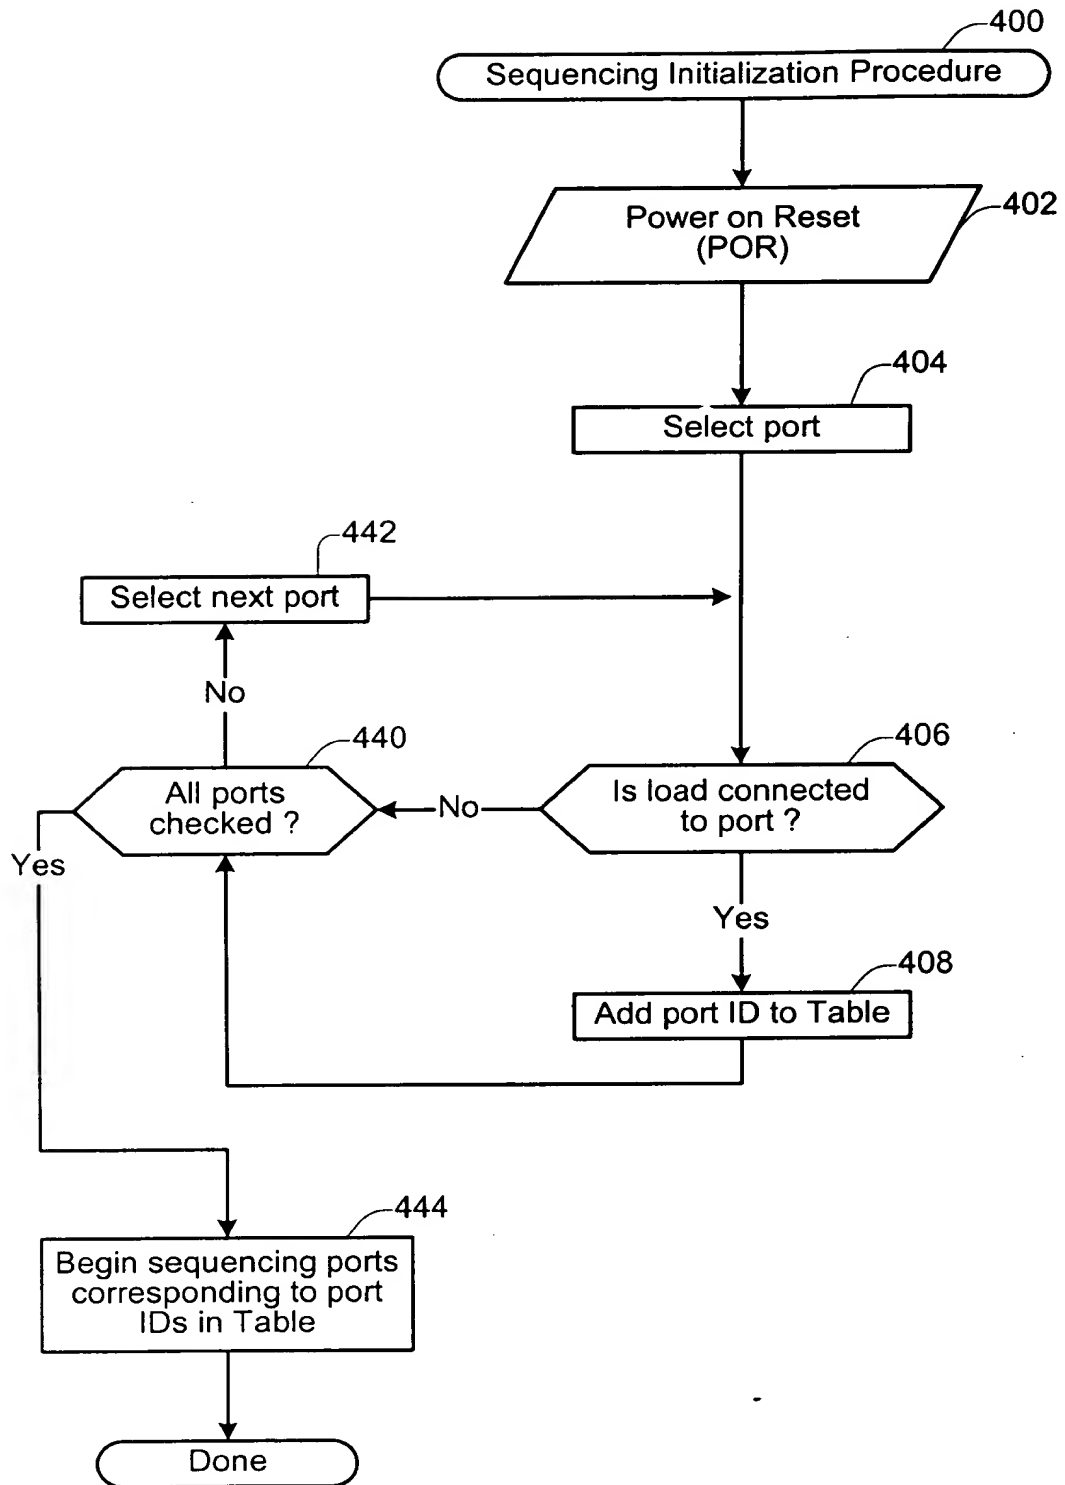 400
Sequencing Initialization Procedure
Power on Reset
(POR)
402
404
Select port
442
Select next port
No
440
All ports
checked ?
No
406
Is load connected
to port ?
Yes
Yes
408
Add port ID to Table
444
Begin sequencing ports
corresponding to port
IDs in Table
Done